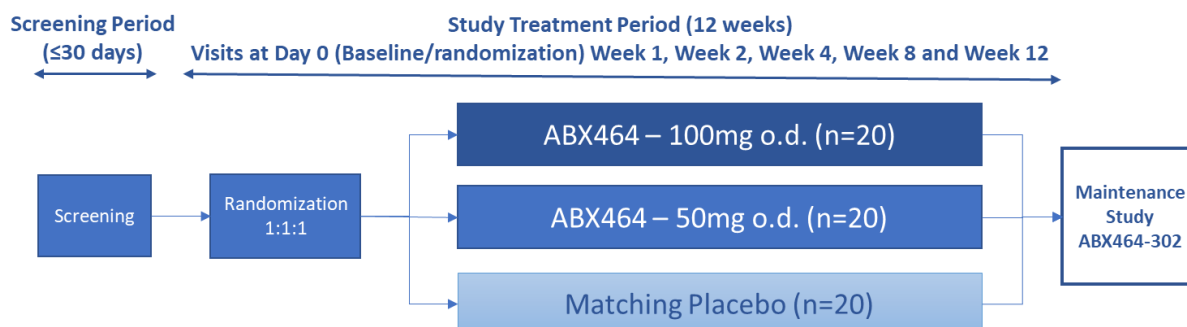 Screening Period
(≤30 days)
Study Treatment Period (12 weeks)
Visits at Day 0 (Baseline/randomization) Week 1, Week 2, Week 4, Week 8 and Week 12
Screening
Randomization
1:1:1
ABX464 – 100mg o.d. (n=20)
ABX464 – 50mg o.d. (n=20)
Matching Placebo (n=20)
Maintenance
Study
ABX464-302